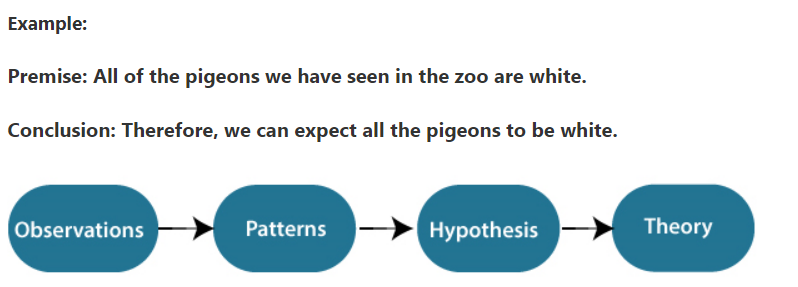 Example:
Premise: All of the pigeons we have seen in the zoo are white.
Conclusion: Therefore, we can expect all the pigeons to be white.
Observations
Patterns
Hypothesis
Theory